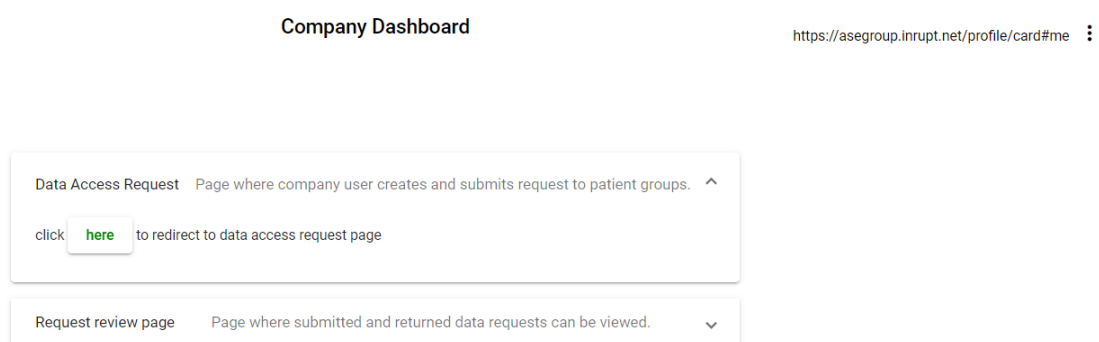 Company Dashboard
https://asegroup.inrupt.net/profile/card#me
Data Access Request Page where company user creates and submits request to patient groups.
click here to redirect to data access request page
Request review page Page where submitted and returned data requests can be viewed.